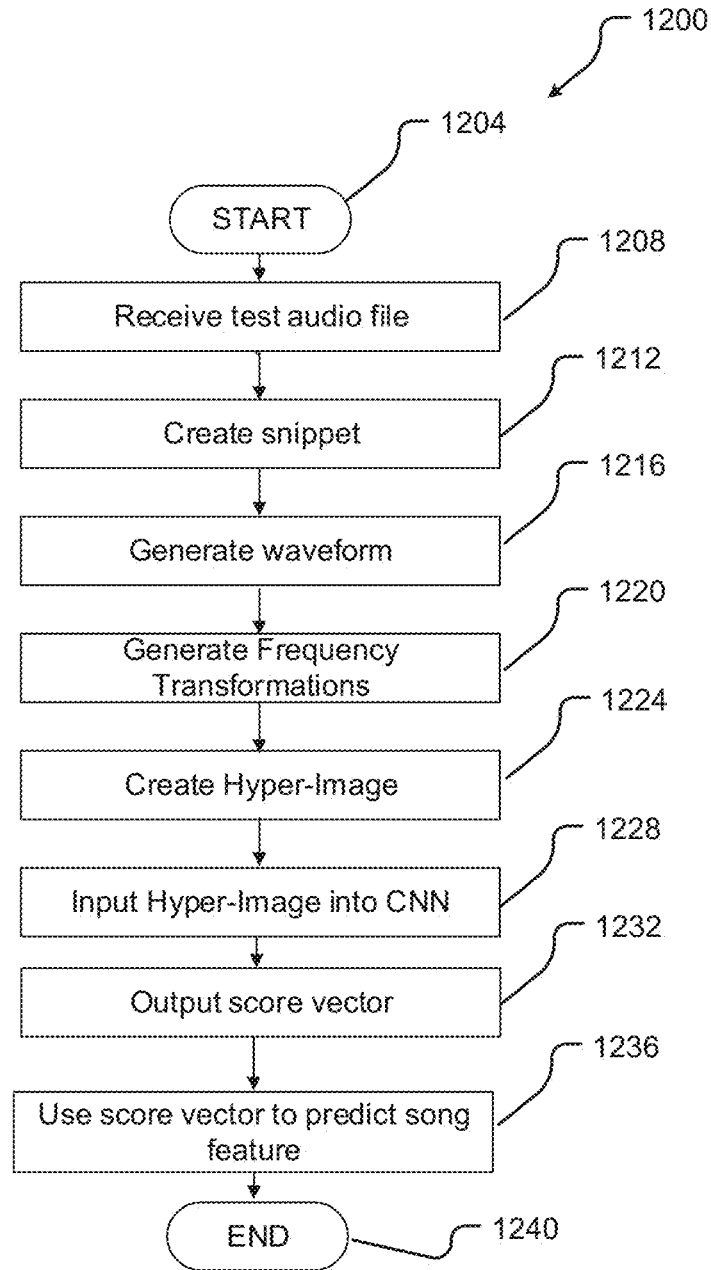 1200
1204
START
1208
Receive test audio file
1212
Create snippet
1216
Generate waveform
1220
Generate Frequency
Transformations
1224
Create Hyper-Image
1228
Input Hyper-Image into CNN
1232
Output score vector
1236
Use score vector to predict song
feature
END
1240